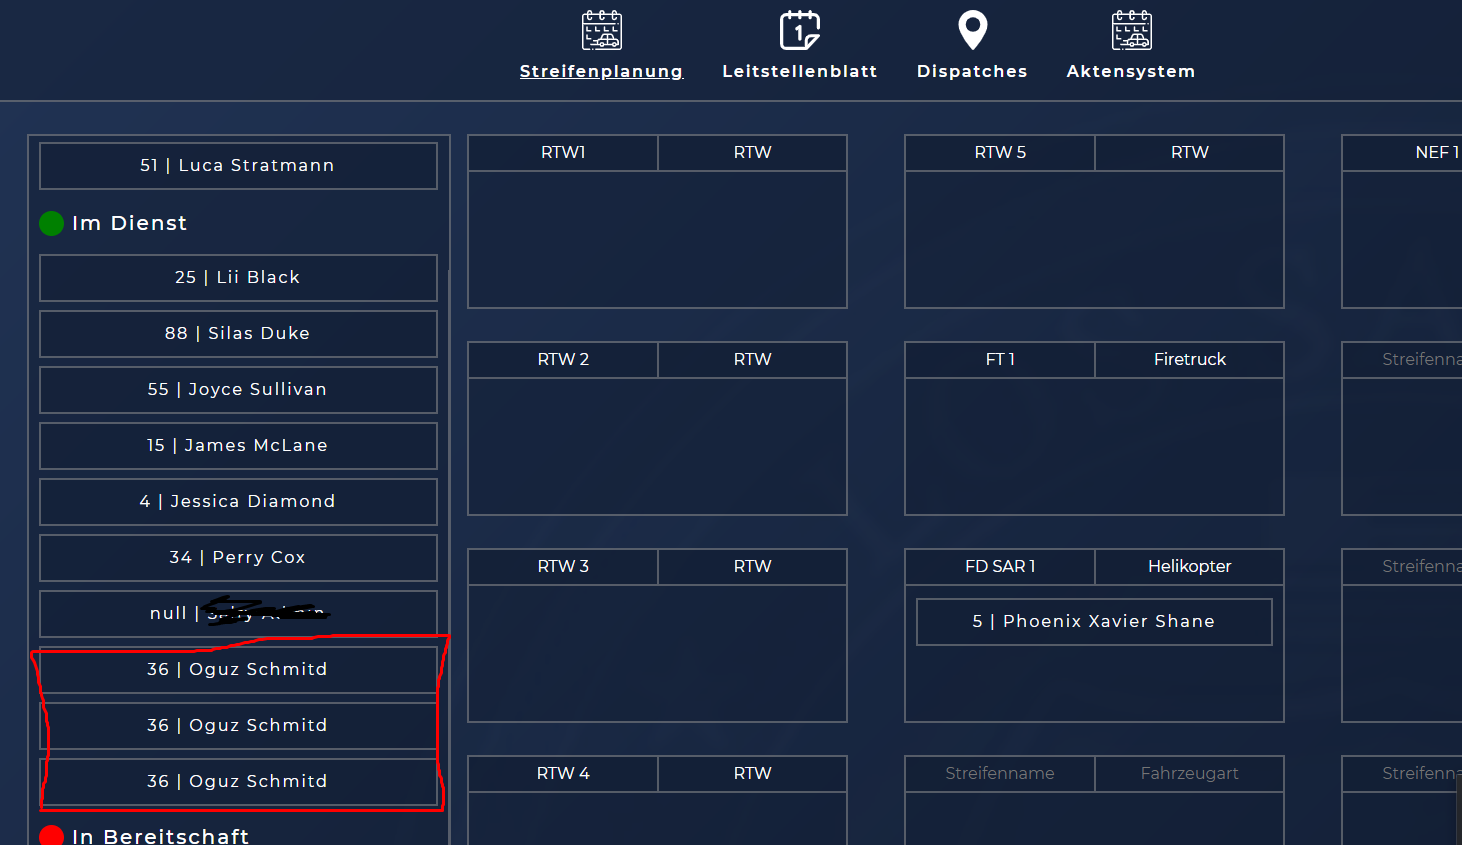 Streifenplanung
Leitstellenblatt
Dispatches
Aktensystem
51 | Luca Stratmann
Im Dienst
25 | Lii Black
88 | Silas Duke
55 | Joyce Sullivan
15 | James McLane
4 | Jessica Diamond
34 | Perry Cox
null |
36 | Oguz Schmitd
36 | Oguz Schmitd
36 | Oguz Schmitd
In Bereitschaft
RTW1 RTW
RTW 2 RTW
RTW 3 RTW
RTW 4 RTW
RTW 5 RTW
FT 1 Firetruck
FD SAR 1 Helikopter
5 | Phoenix Xavier Shane
Streifenname Fahrzeugart
NEF 1
Streifenna
Streifenna
Streifenna